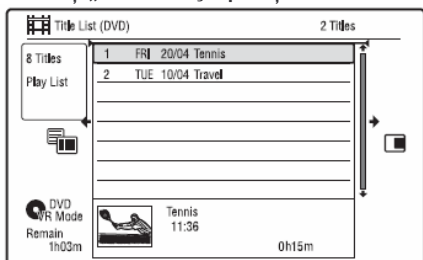 Title List (DVD) 2 Titles
8 Titles
Play List
1 FRI 20/04 Tennis
2 TUE 10/04 Travel
DVD
VR Mode
Remain
1h03m
Tennis
11:36
0h15m